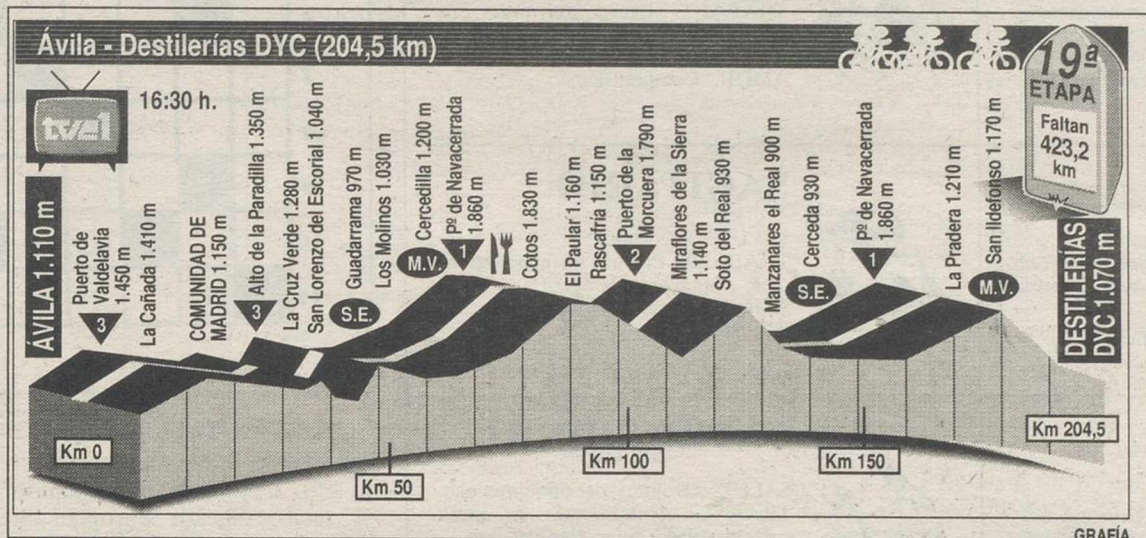 Ávila - Destilerías DYC (204,5 km)
19ª
ETAPA
Faltan
423,2
km
tve1
16:30 h.
ÁVILA 1.110 m
Puerto de
Valdelavia
1.450 m
3
La Cañada 1.410 m
COMUNIDAD DE
MADRID 1.150 m
Alto de la Paradilla 1.350 m
3
La Cruz Verde 1.280 m
San Lorenzo del Escorial 1.040 m
S.E.
Guadarrama 970 m
Los Molinos 1.030 m
M.V.
Cercedilla 1.200 m
Pº de Navacerrada
1.860 m
1
Cotos 1.830 m
El Paular 1.160 m
Rascafría 1.150 m
Puerto de la
Morcuera 1.790 m
2
Miraflores de la Sierra
1.140 m
Soto del Real 930 m
Manzanares el Real 900 m
S.E.
Cerceda 930 m
Pº de Navacerrada
1.860 m
1
La Pradera 1.210 m
San Ildefonso 1.170 m
M.V.
DESTILERÍAS
DYC 1.070 m
Km 0
Km 50
Km 100
Km 150
Km 204,5
GRAFÍA